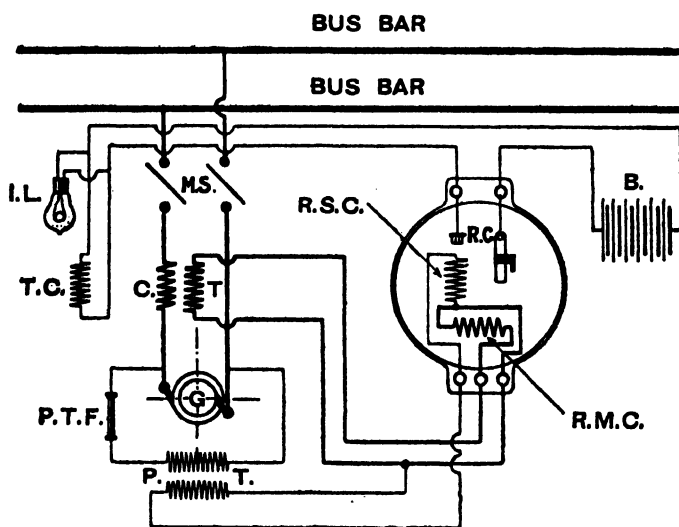 BUS BAR
BUS BAR
I.L.
M.S.
R.S.C.
R.C.
B.
T.C.
C.
T
G
P.T.F.
P.
T.
R.M.C.